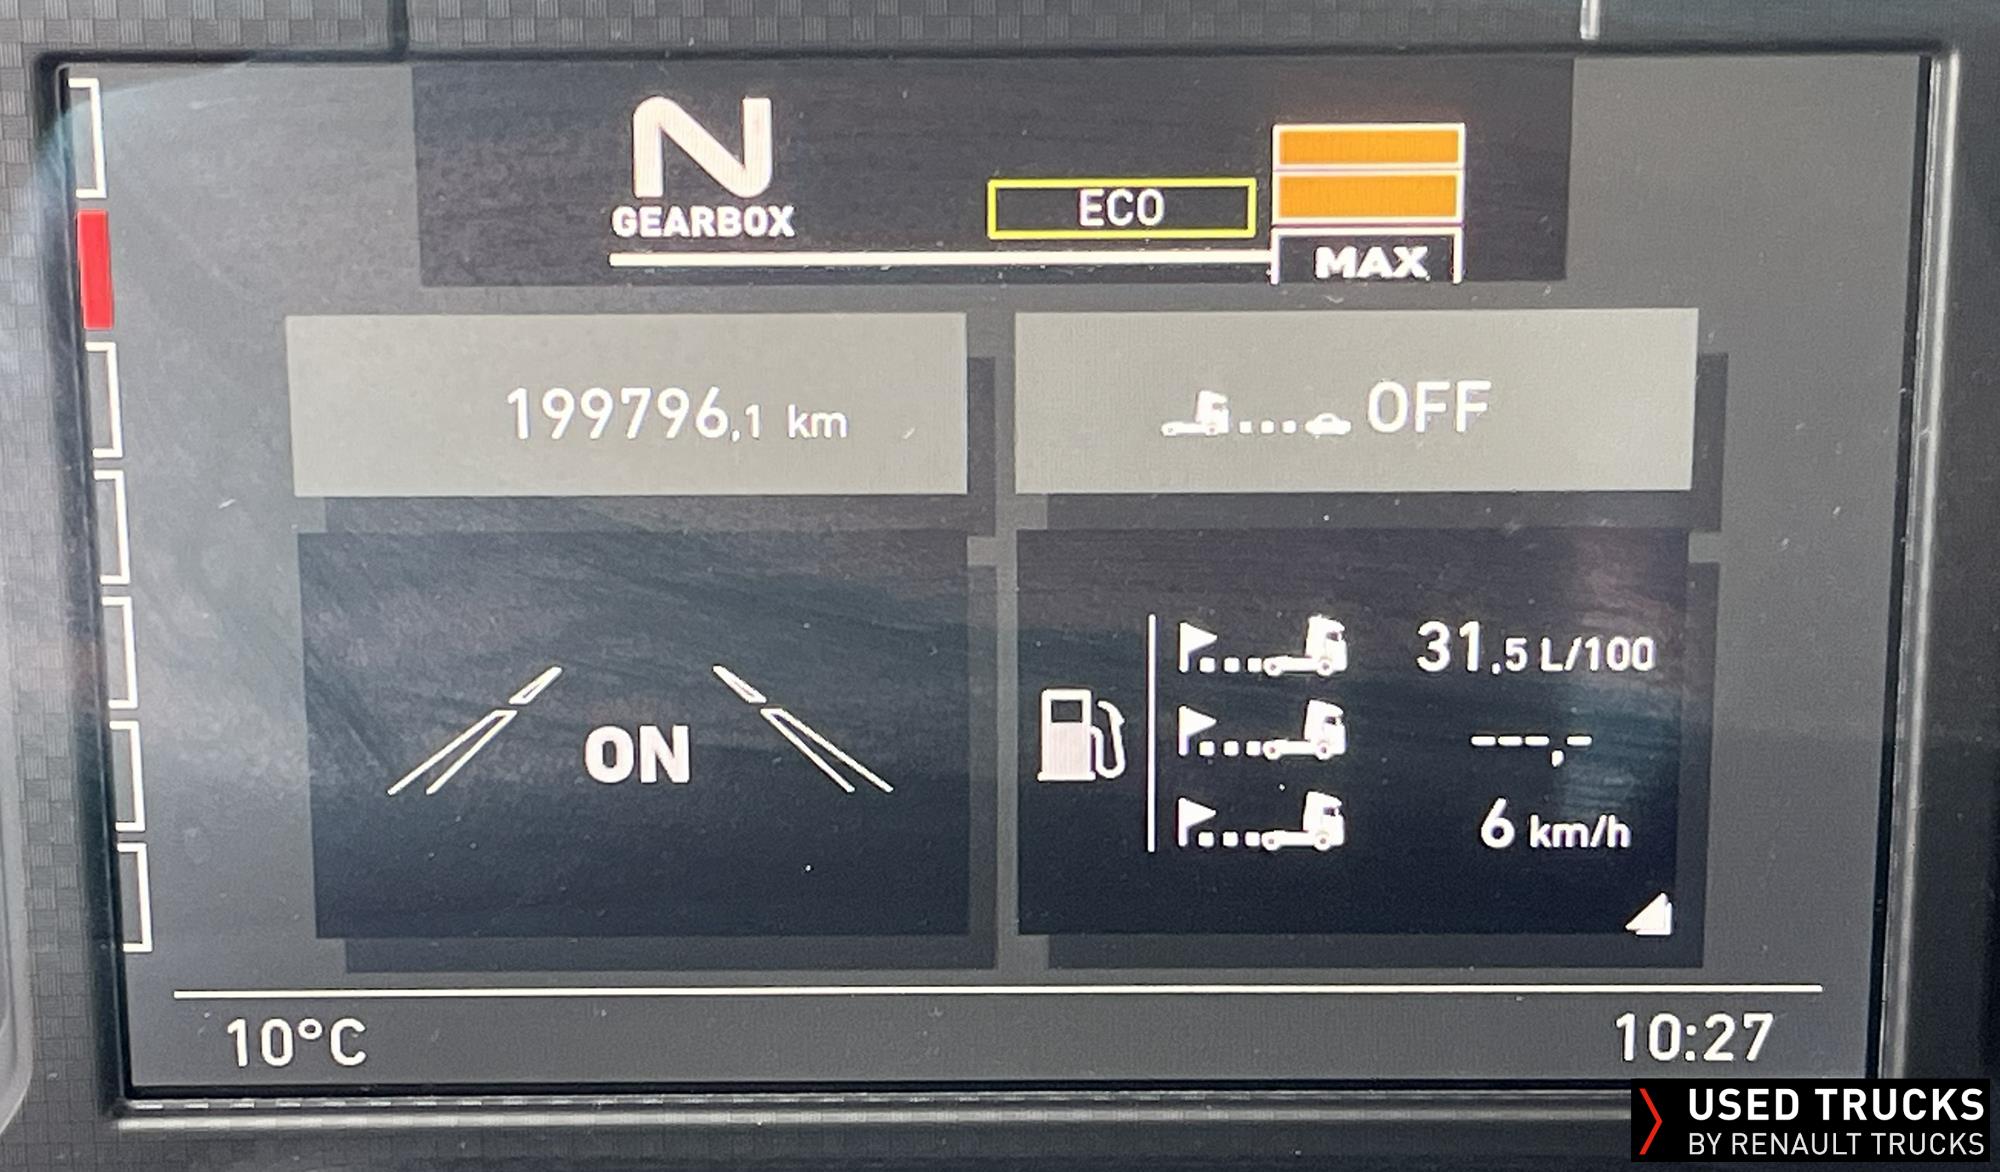 N
GEARBOX
ECO
MAX
199796,1 km
OFF
ON
31.5 L/100
---,-
6 km/h
10°C
10:27
USED TRUCKS
BY RENAULT TRUCKS